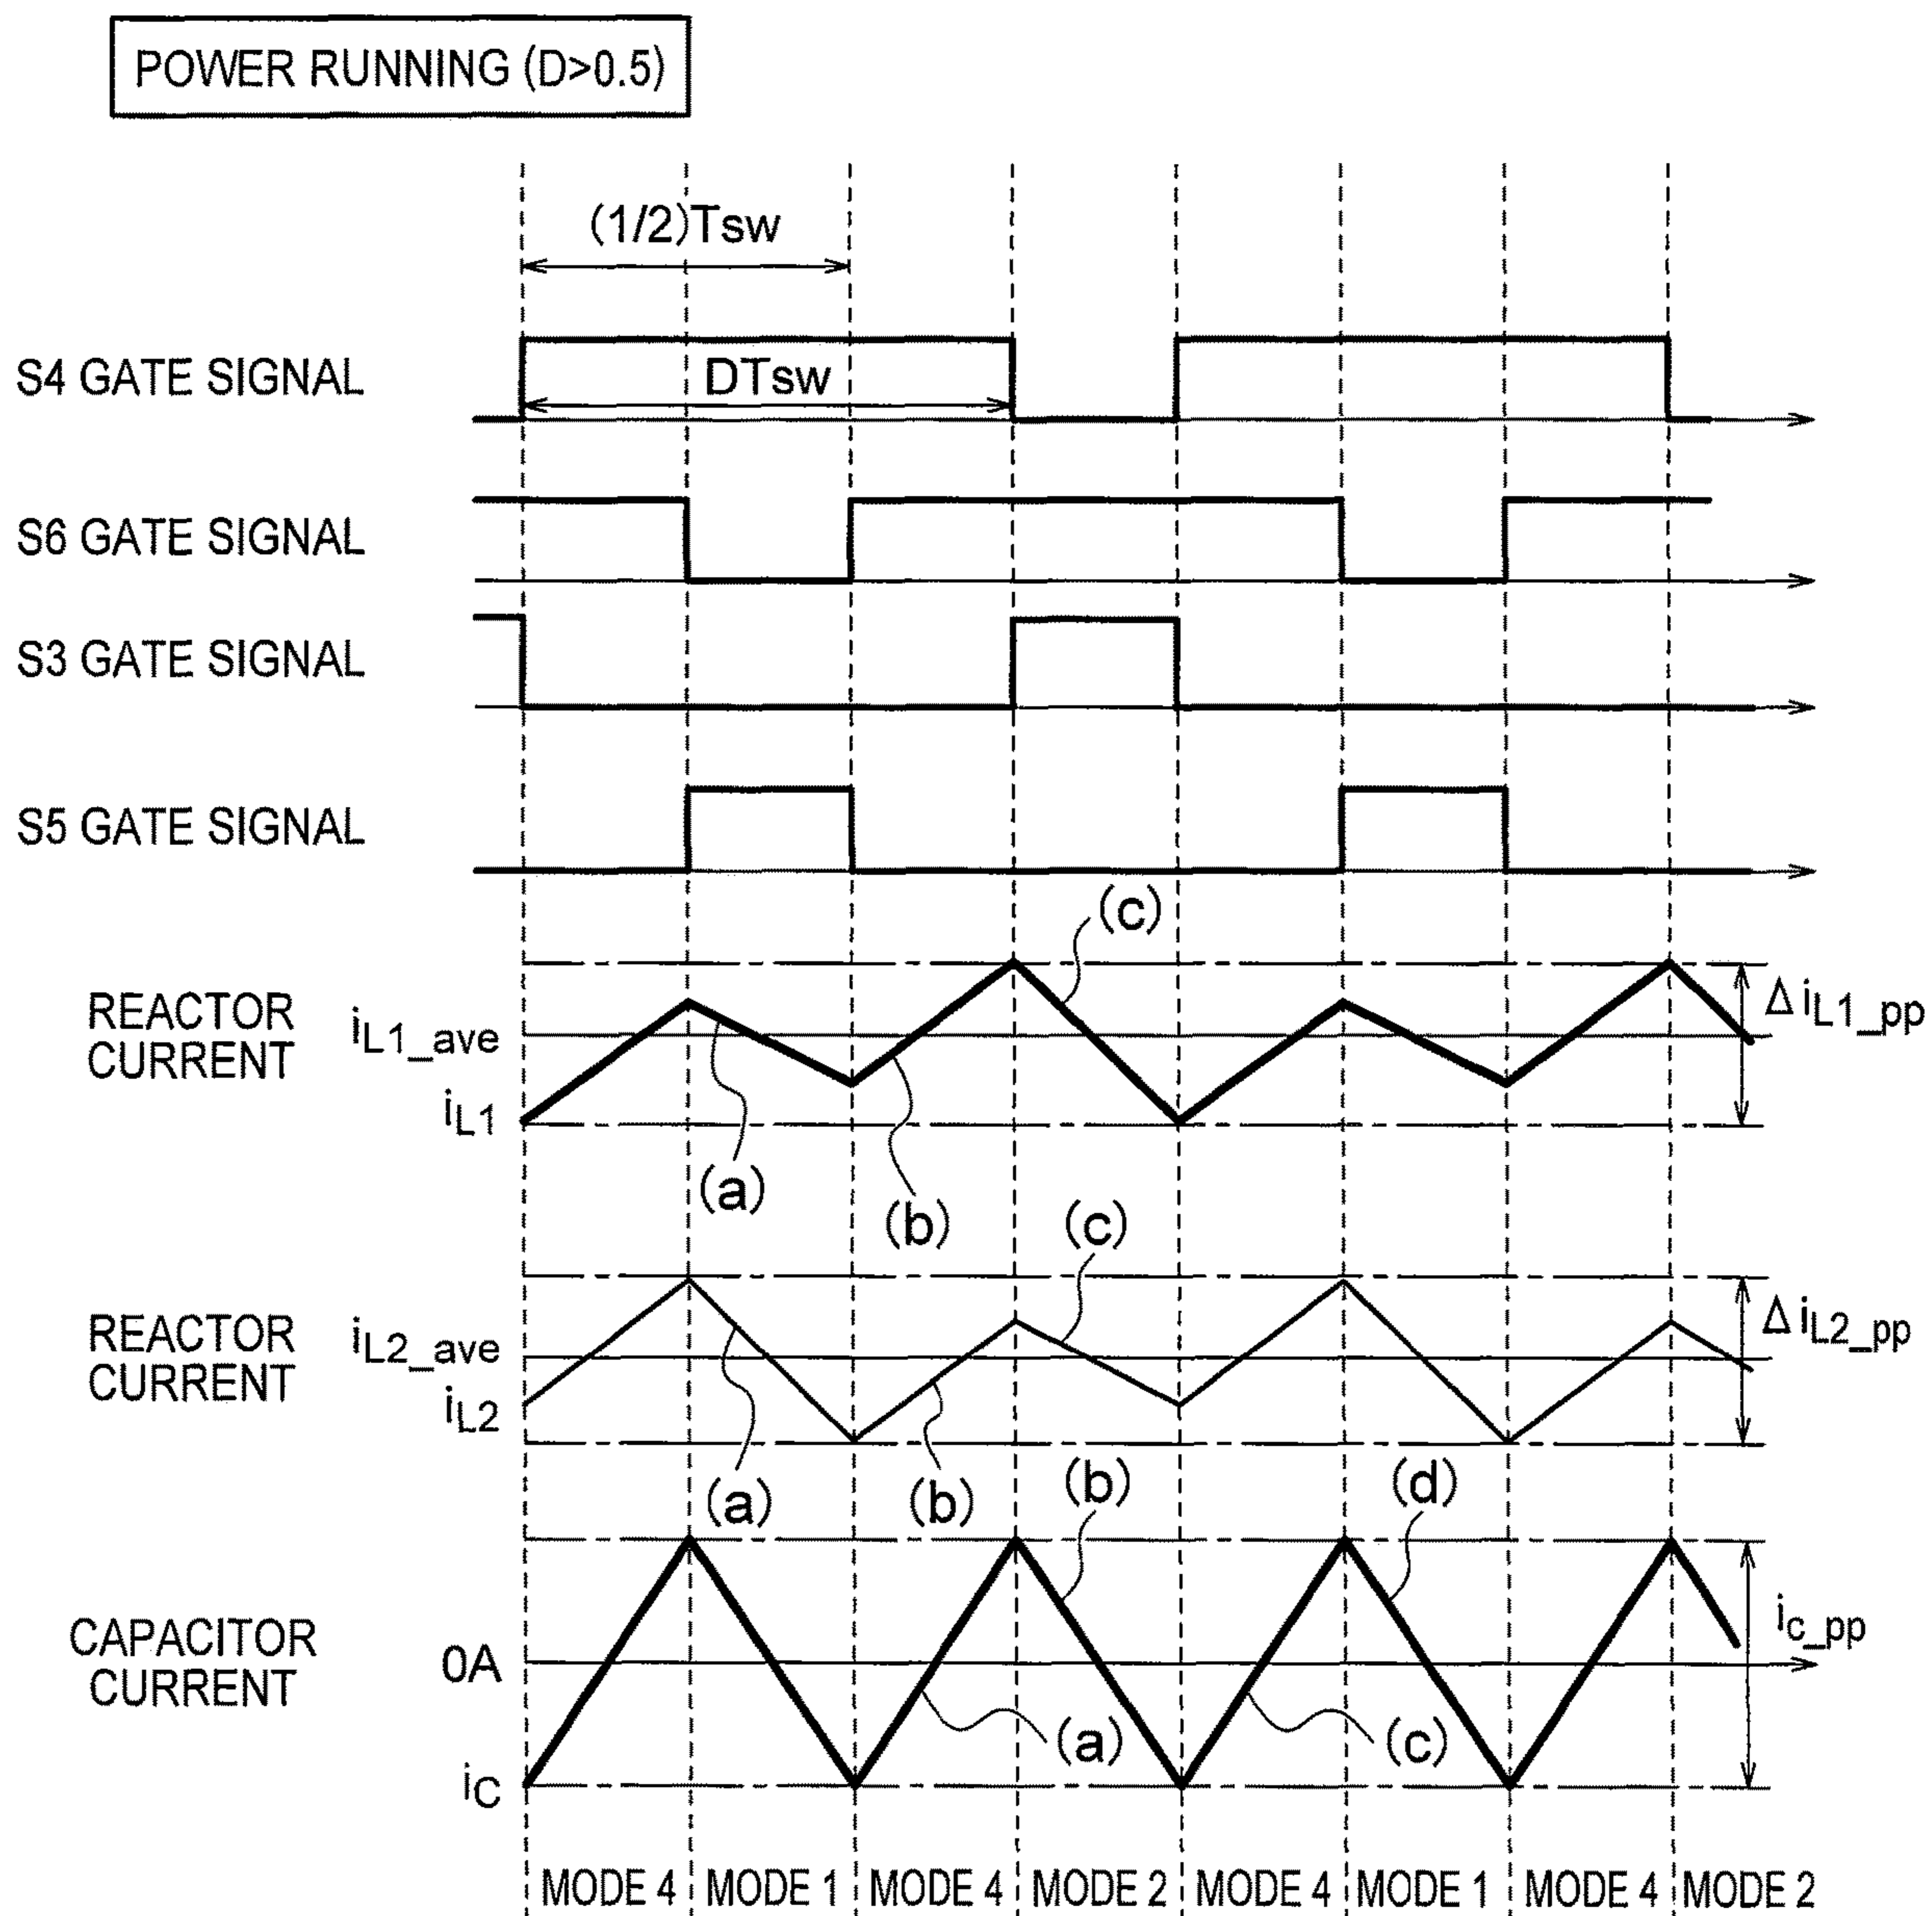 POWER RUNNING (D>0.5)
(1/2)Tsw
S4 GATE SIGNAL
DTsw
S6 GATE SIGNAL
S3 GATE SIGNAL
S5 GATE SIGNAL
(c)
REACTOR
CURRENT
iL1_ave
ΔiL1_pp
iL1
(a)
(b)
(c)
REACTOR
CURRENT
iL2_ave
ΔiL2_pp
iL2
(a)
(b)
(b)
(d)
CAPACITOR
CURRENT
0A
ic_pp
(a)
(c)
iC
MODE 4 MODE 1 MODE 4 MODE 2 MODE 4 MODE 1 MODE 4 MODE 2